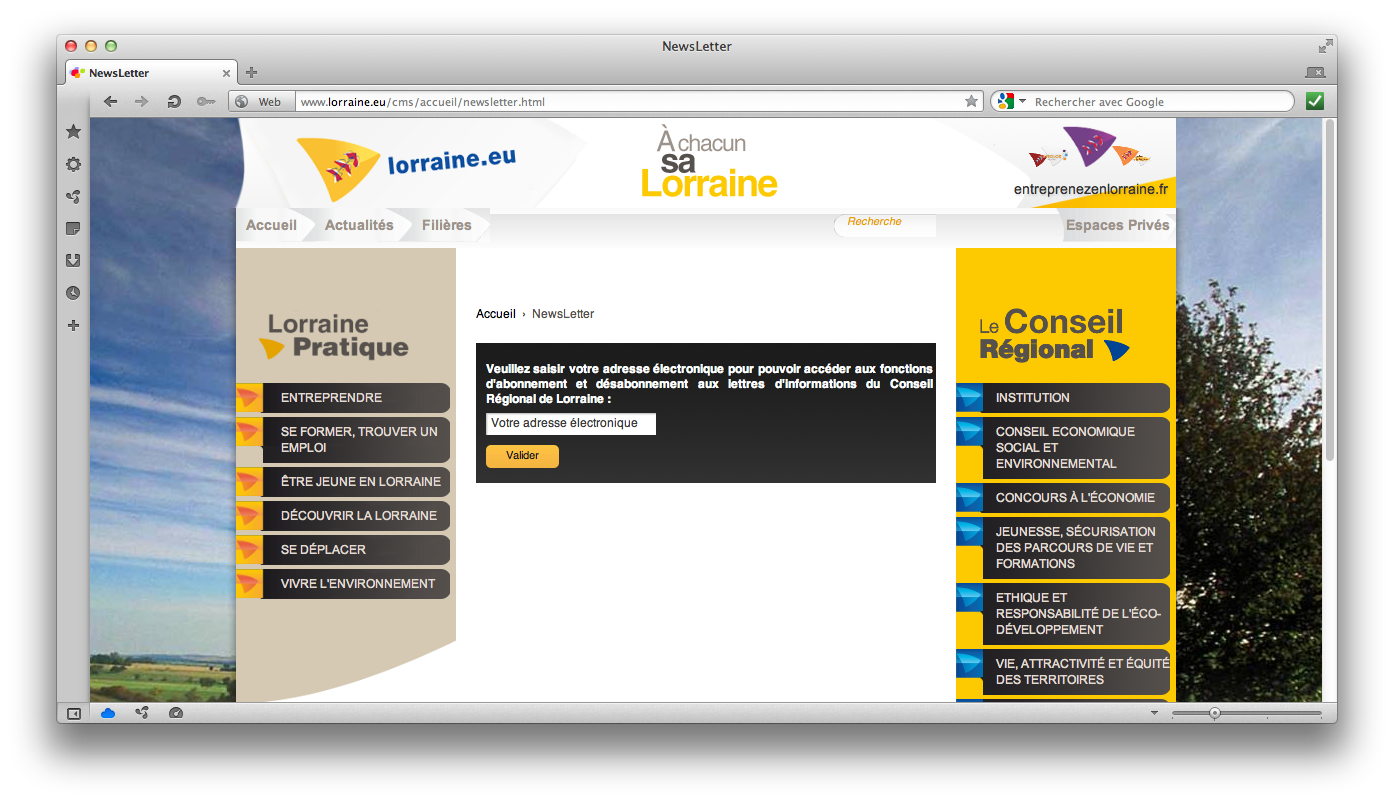 NewsLetter
NewsLetter
Web
www.lorraine.eu/cms/accueil/newsletter.html
Rechercher avec Google
lorraine.eu
À chacun
sa
Lorraine
entreprenezenlorraine.fr
Accueil
Actualités
Filières
Recherche
Espaces Privés
Lorraine
Pratique
ENTREPRENDRE
SE FORMER, TROUVER UN
EMPLOI
ÊTRE JEUNE EN LORRAINE
DÉCOUVRIR LA LORRAINE
SE DÉPLACER
VIVRE L'ENVIRONNEMENT
Accueil › NewsLetter
Veuillez saisir votre adresse électronique pour pouvoir accéder aux fonctions
d'abonnement et désabonnement aux lettres d'informations du Conseil
Régional de Lorraine :
Votre adresse électronique
Valider
Le Conseil
Régional
INSTITUTION
CONSEIL ECONOMIQUE
SOCIAL ET
ENVIRONNEMENTAL
CONCOURS À L'ÉCONOMIE
JEUNESSE, SÉCURISATION
DES PARCOURS DE VIE ET
FORMATIONS
ETHIQUE ET
RESPONSABILITÉ DE L'ÉCO-
DÉVELOPPEMENT
VIE, ATTRACTIVITÉ ET ÉQUITÉ
DES TERRITOIRES